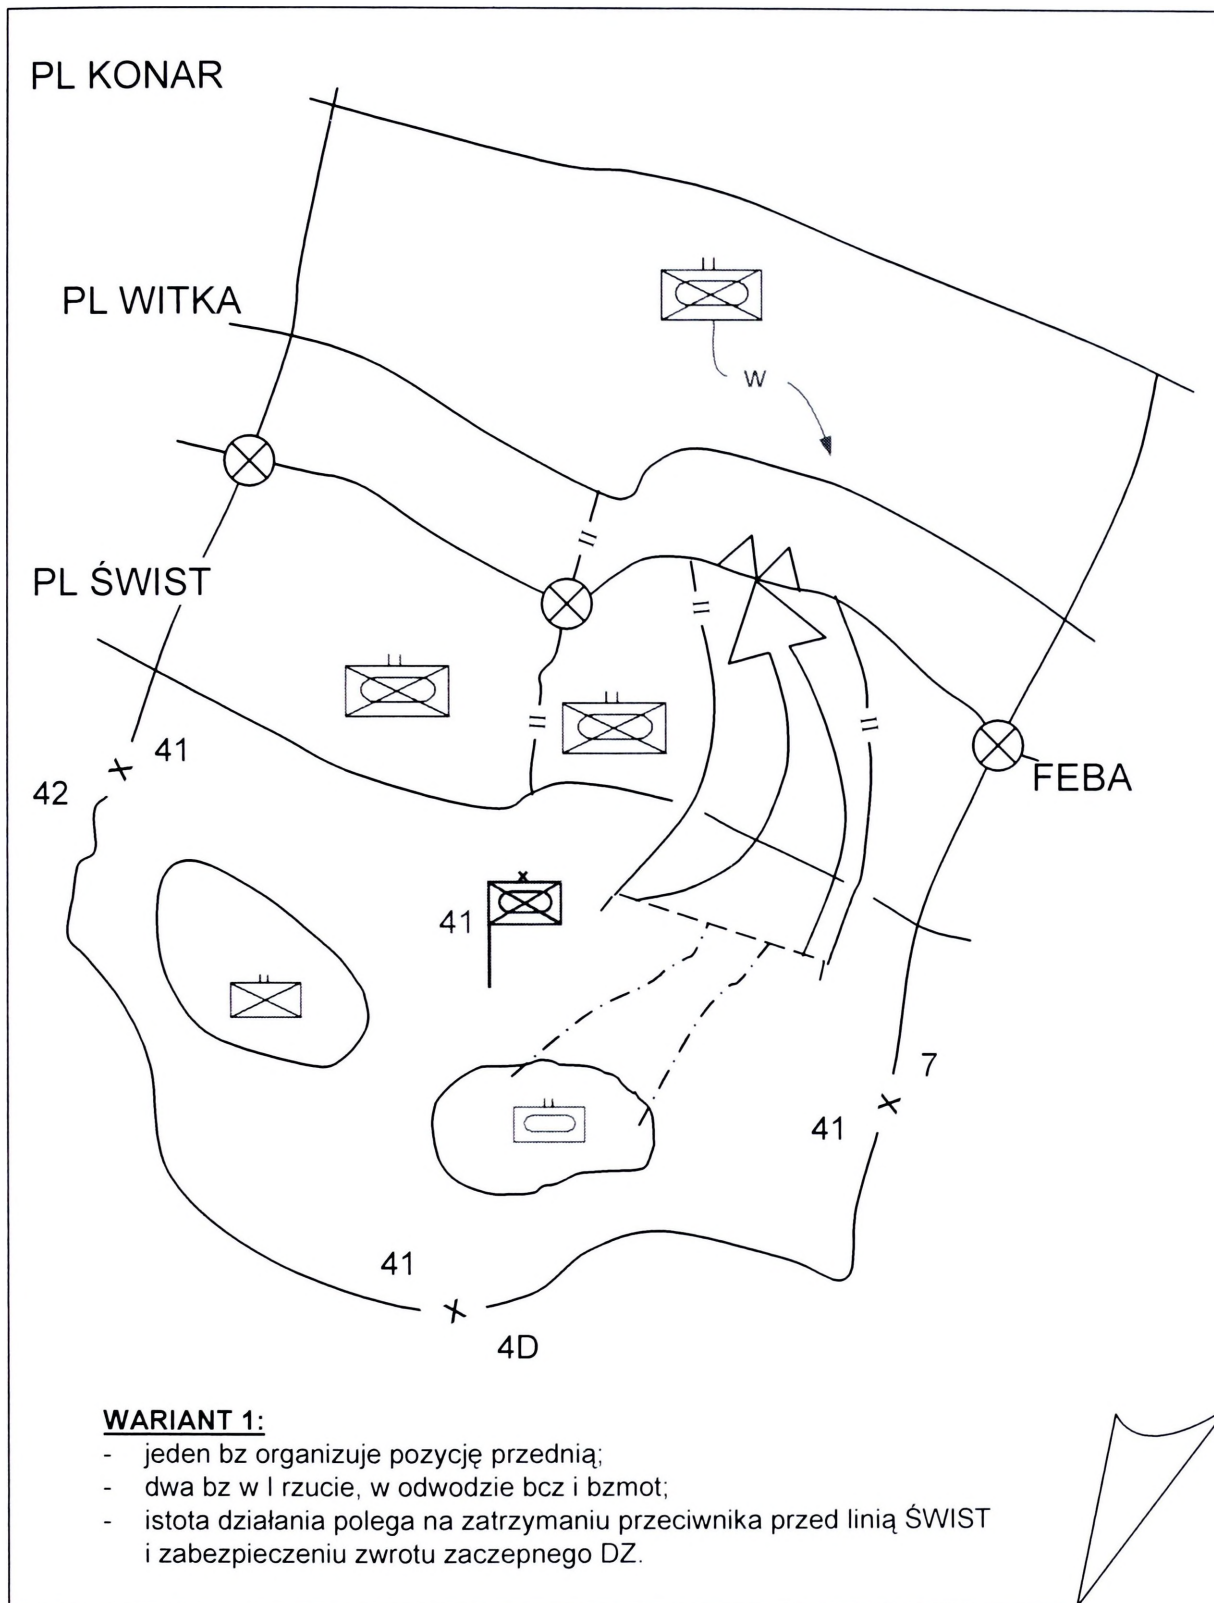 PL KONAR
PL WITKA
W
PL ŚWIST
41
42
FEBA
41
7
41
41
4D
WARIANT 1:
- jeden bz organizuje pozycję przednią;
- dwa bz w I rzucie, w odwodzie bcz i bzmot;
- istota działania polega na zatrzymaniu przeciwnika przed linią ŚWIST
i zabezpieczeniu zwrotu zaczepnego DZ.